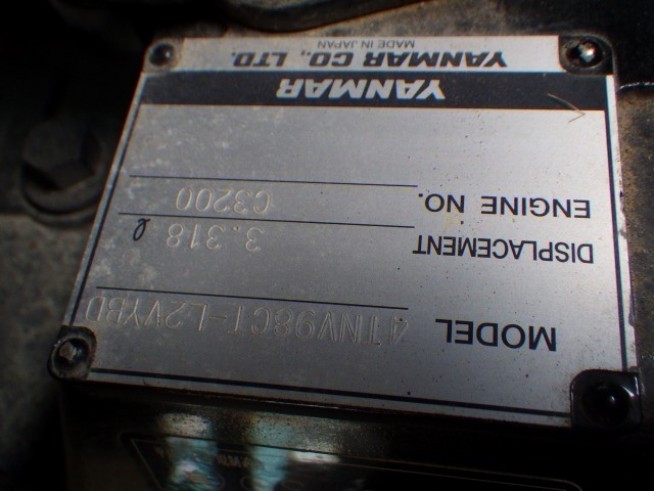 MODEL 4TNV98CT-L2VYBD
DISPLACEMENT 3.318 ℓ
ENGINE NO. C3200
YANMAR
YANMAR CO., LTD.
MADE IN JAPAN